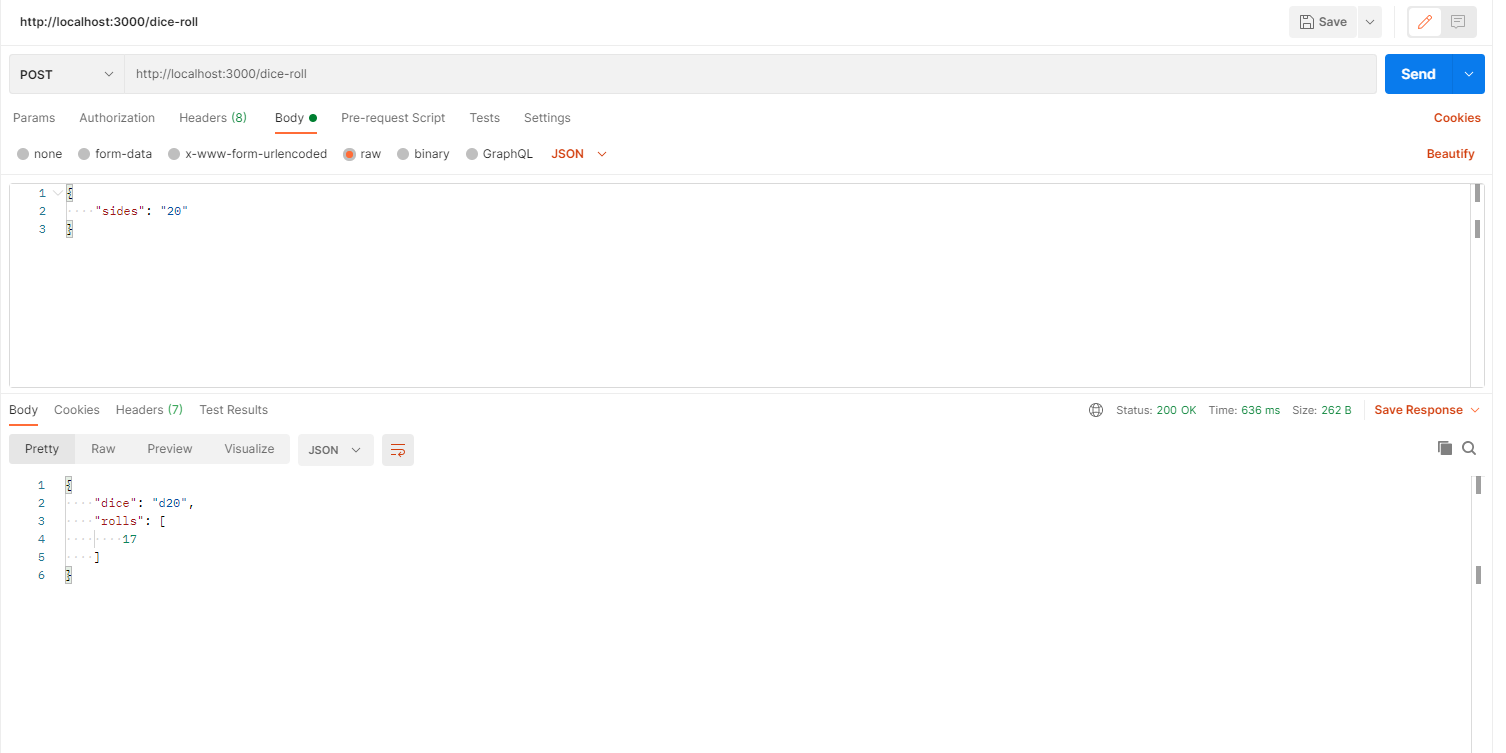 http://localhost:3000/dice-roll Save
POST http://localhost:3000/dice-roll Send
Params Authorization Headers (8) Body Pre-request Script Tests Settings Cookies
none form-data x-www-form-urlencoded raw binary GraphQL JSON Beautify
1 {
2 "sides": "20"
3 }
Body Cookies Headers (7) Test Results Status: 200 OK Time: 636 ms Size: 262 B Save Response
Pretty Raw Preview Visualize JSON
1 {
2 "dice": "d20",
3 "rolls": [
4 17
5 ]
6 }